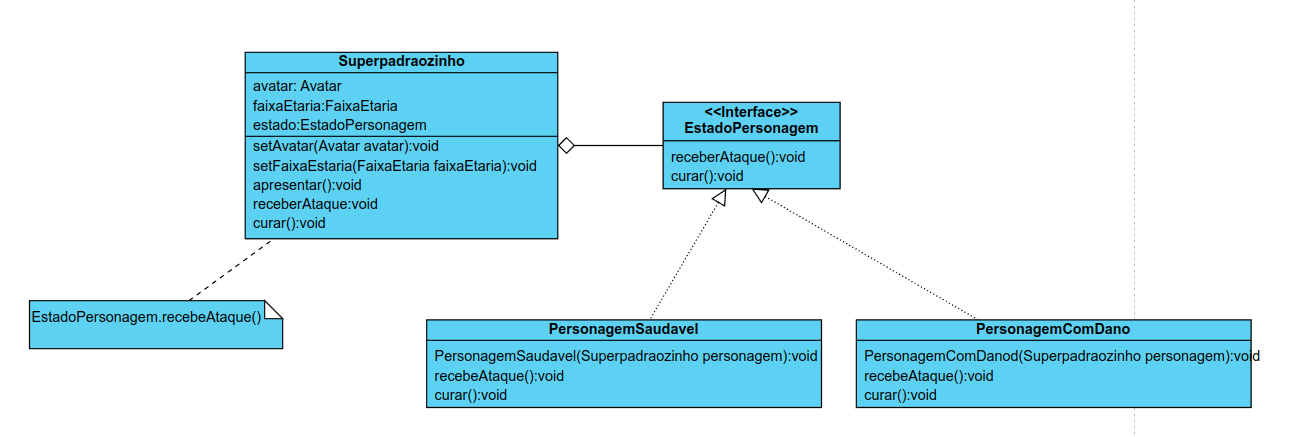 Superpadraozinho
avatar: Avatar
faixaEtaria:FaixaEtaria
estado:EstadoPersonagem
setAvatar(Avatar avatar):void
setFaixaEstaria(FaixaEtaria faixaEtaria):void
apresentar():void
receberAtaque:void
curar():void
<<Interface>>
EstadoPersonagem
receberAtaque():void
curar():void
EstadoPersonagem.recebeAtaque()
PersonagemSaudavel
PersonagemSaudavel(Superpadraozinho personagem):void
recebeAtaque():void
curar():void
PersonagemComDano
PersonagemComDanod(Superpadraozinho personagem):void
recebeAtaque():void
curar():void